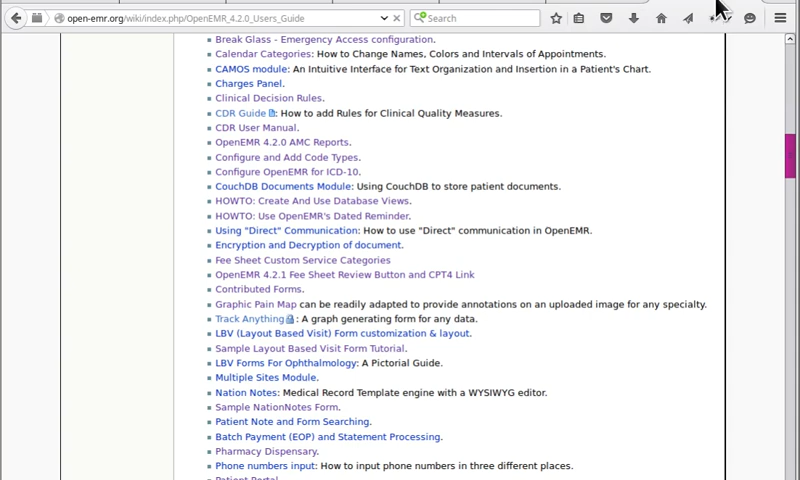 open-emr.org/wiki/index.php/OpenEMR_4.2.0_Users_Guide
Search
Break Glass - Emergency Access configuration.
Calendar Categories: How to Change Names, Colors and Intervals of Appointments.
CAMOS module: An Intuitive Interface for Text Organization and Insertion in a Patient's Chart.
Charges Panel.
Clinical Decision Rules.
CDR Guide : How to add Rules for Clinical Quality Measures.
CDR User Manual.
OpenEMR 4.2.0 AMC Reports.
Configure and Add Code Types.
Configure OpenEMR for ICD-10.
CouchDB Documents Module: Using CouchDB to store patient documents.
HOWTO: Create And Use Database Views.
HOWTO: Use OpenEMR's Dated Reminder.
Using "Direct" Communication: How to use "Direct" communication in OpenEMR.
Encryption and Decryption of document.
Fee Sheet Custom Service Categories
OpenEMR 4.2.1 Fee Sheet Review Button and CPT4 Link
Contributed Forms.
Graphic Pain Map can be readily adapted to provide annotations on an uploaded image for any specialty.
Track Anything : A graph generating form for any data.
LBV (Layout Based Visit) Form customization & layout.
Sample Layout Based Visit Form Tutorial.
LBV Forms For Ophthalmology: A Pictorial Guide.
Multiple Sites Module.
Nation Notes: Medical Record Template engine with a WYSIWYG editor.
Sample NationNotes Form.
Patient Note and Form Searching.
Batch Payment (EOP) and Statement Processing.
Pharmacy Dispensary.
Phone numbers input: How to input phone numbers in three different places.
Patient Portal